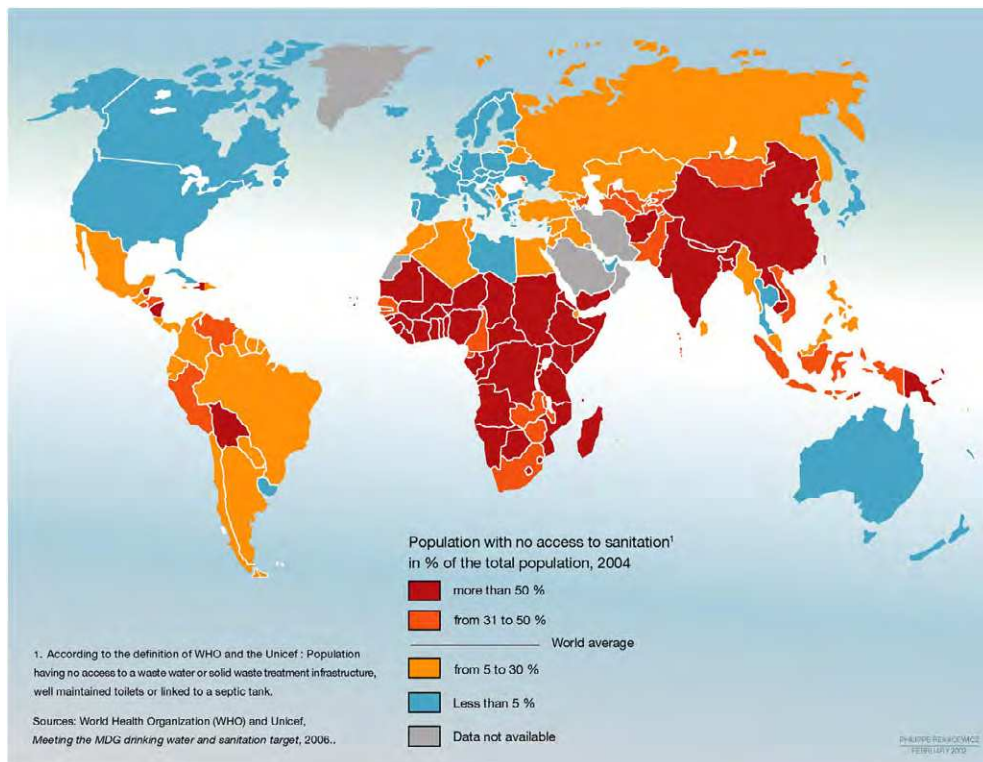 Population with no access to sanitation¹
in % of the total population, 2004
more than 50 %
from 31 to 50 %
World average
from 5 to 30 %
Less than 5 %
Data not available
1. According to the definition of WHO and the Unicef : Population
having no access to a waste water or solid waste treatment infrastructure,
well maintained toilets or linked to a septic tank.
Sources: World Health Organization (WHO) and Unicef,
Meeting the MDG drinking water and sanitation target, 2006..
PHILIPPE REKACEWICZ
FEBRUARY